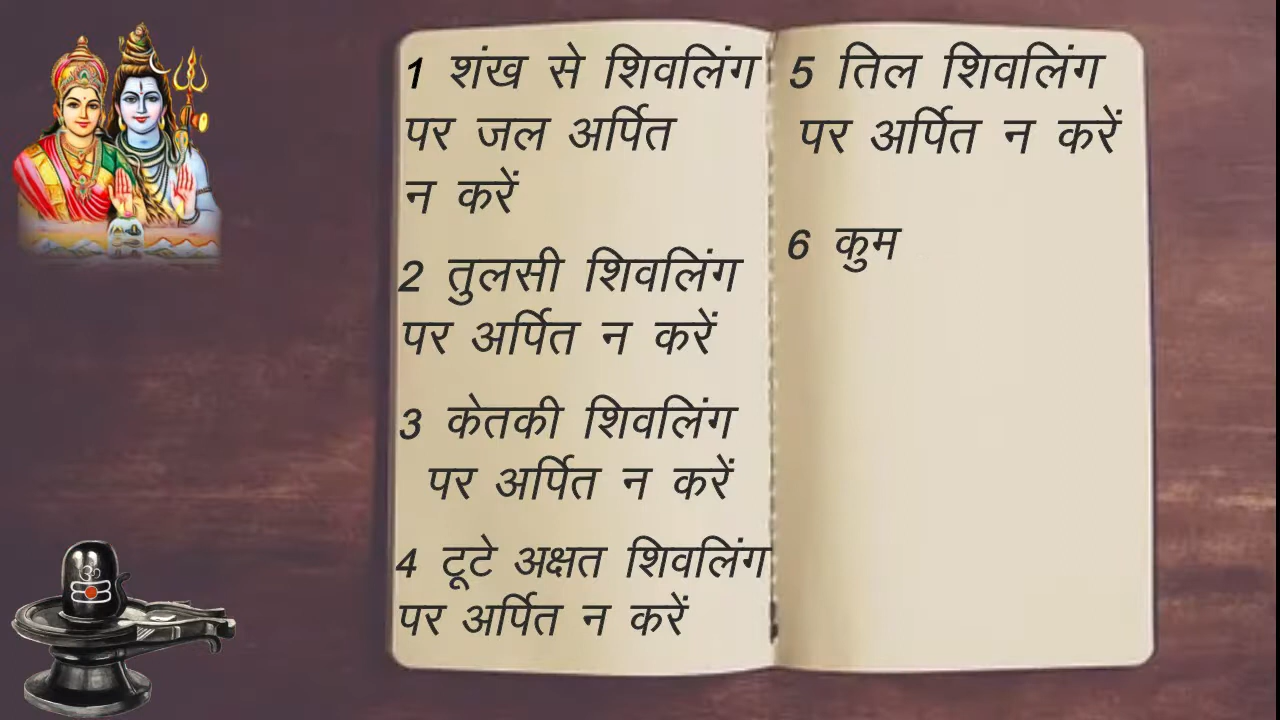 1 शंख से शिवलिंग
पर जल अर्पित
न करें
2 तुलसी शिवलिंग
पर अर्पित न करें
3 केतकी शिवलिंग
पर अर्पित न करें
4 टूटे अक्षत शिवलिंग
पर अर्पित न करें
5 तिल शिवलिंग
पर अर्पित न करें
6 कुम